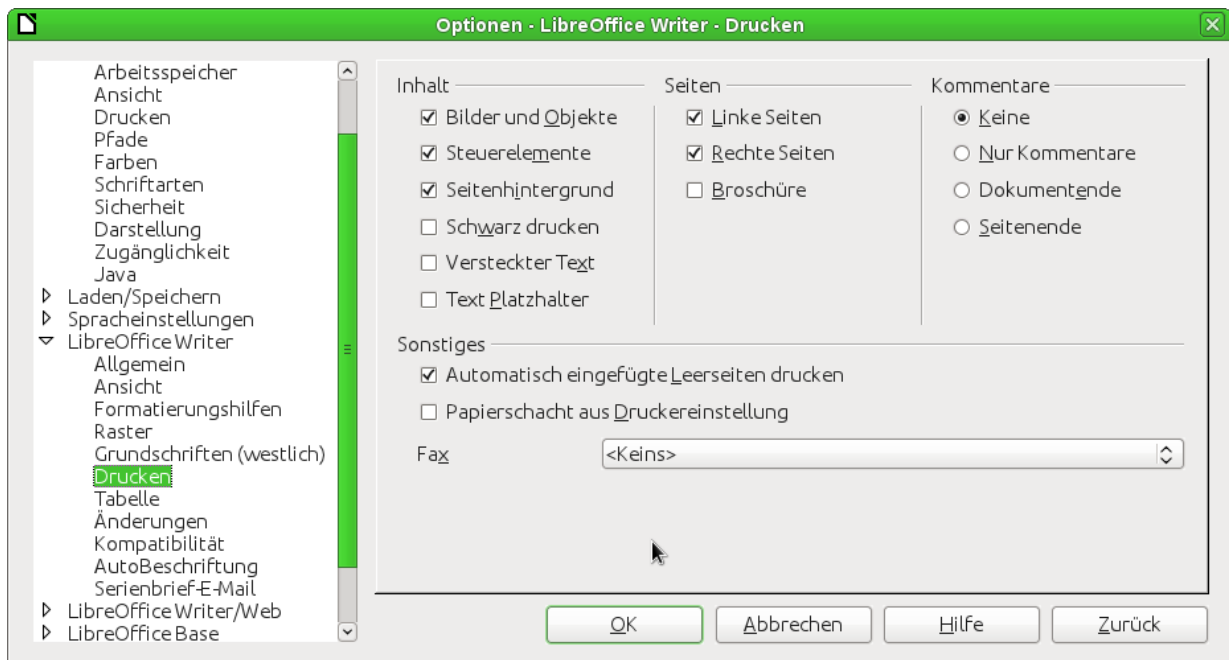 Optionen - LibreOffice Writer - Drucken
Arbeitsspeicher
Ansicht
Drucken
Pfade
Farben
Schriftarten
Sicherheit
Darstellung
Zugänglichkeit
Java
Laden/Speichern
Spracheinstellungen
LibreOffice Writer
Allgemein
Ansicht
Formatierungshilfen
Raster
Grundschriften (westlich)
Drucken
Tabelle
Änderungen
Kompatibilität
AutoBeschriftung
Serienbrief-E-Mail
LibreOffice Writer/Web
LibreOffice Base
Inhalt
Bilder und Objekte
Steuerelemente
Seitenhintergrund
Schwarz drucken
Versteckter Text
Text Platzhalter
Seiten
Linke Seiten
Rechte Seiten
Broschüre
Kommentare
Keine
Nur Kommentare
Dokumentende
Seitenende
Sonstiges
Automatisch eingefügte Leerseiten drucken
Papierschacht aus Druckereinstellung
Fax <Keins>
OK Abbrechen Hilfe Zurück